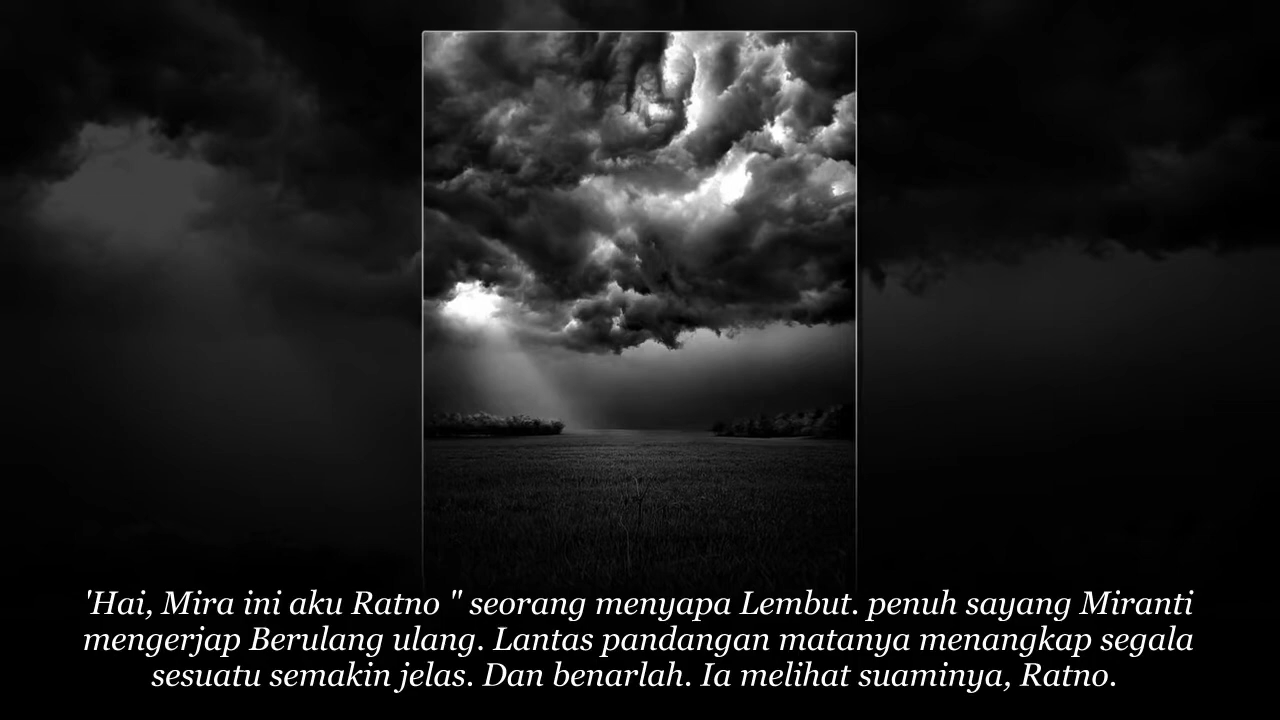 'Hai, Mira ini aku Ratno " seorang menyapa Lembut. penuh sayang Miranti
mengerjap Berulang ulang. Lantas pandangan matanya menangkap segala
sesuatu semakin jelas. Dan benarlah. Ia melihat suaminya, Ratno.